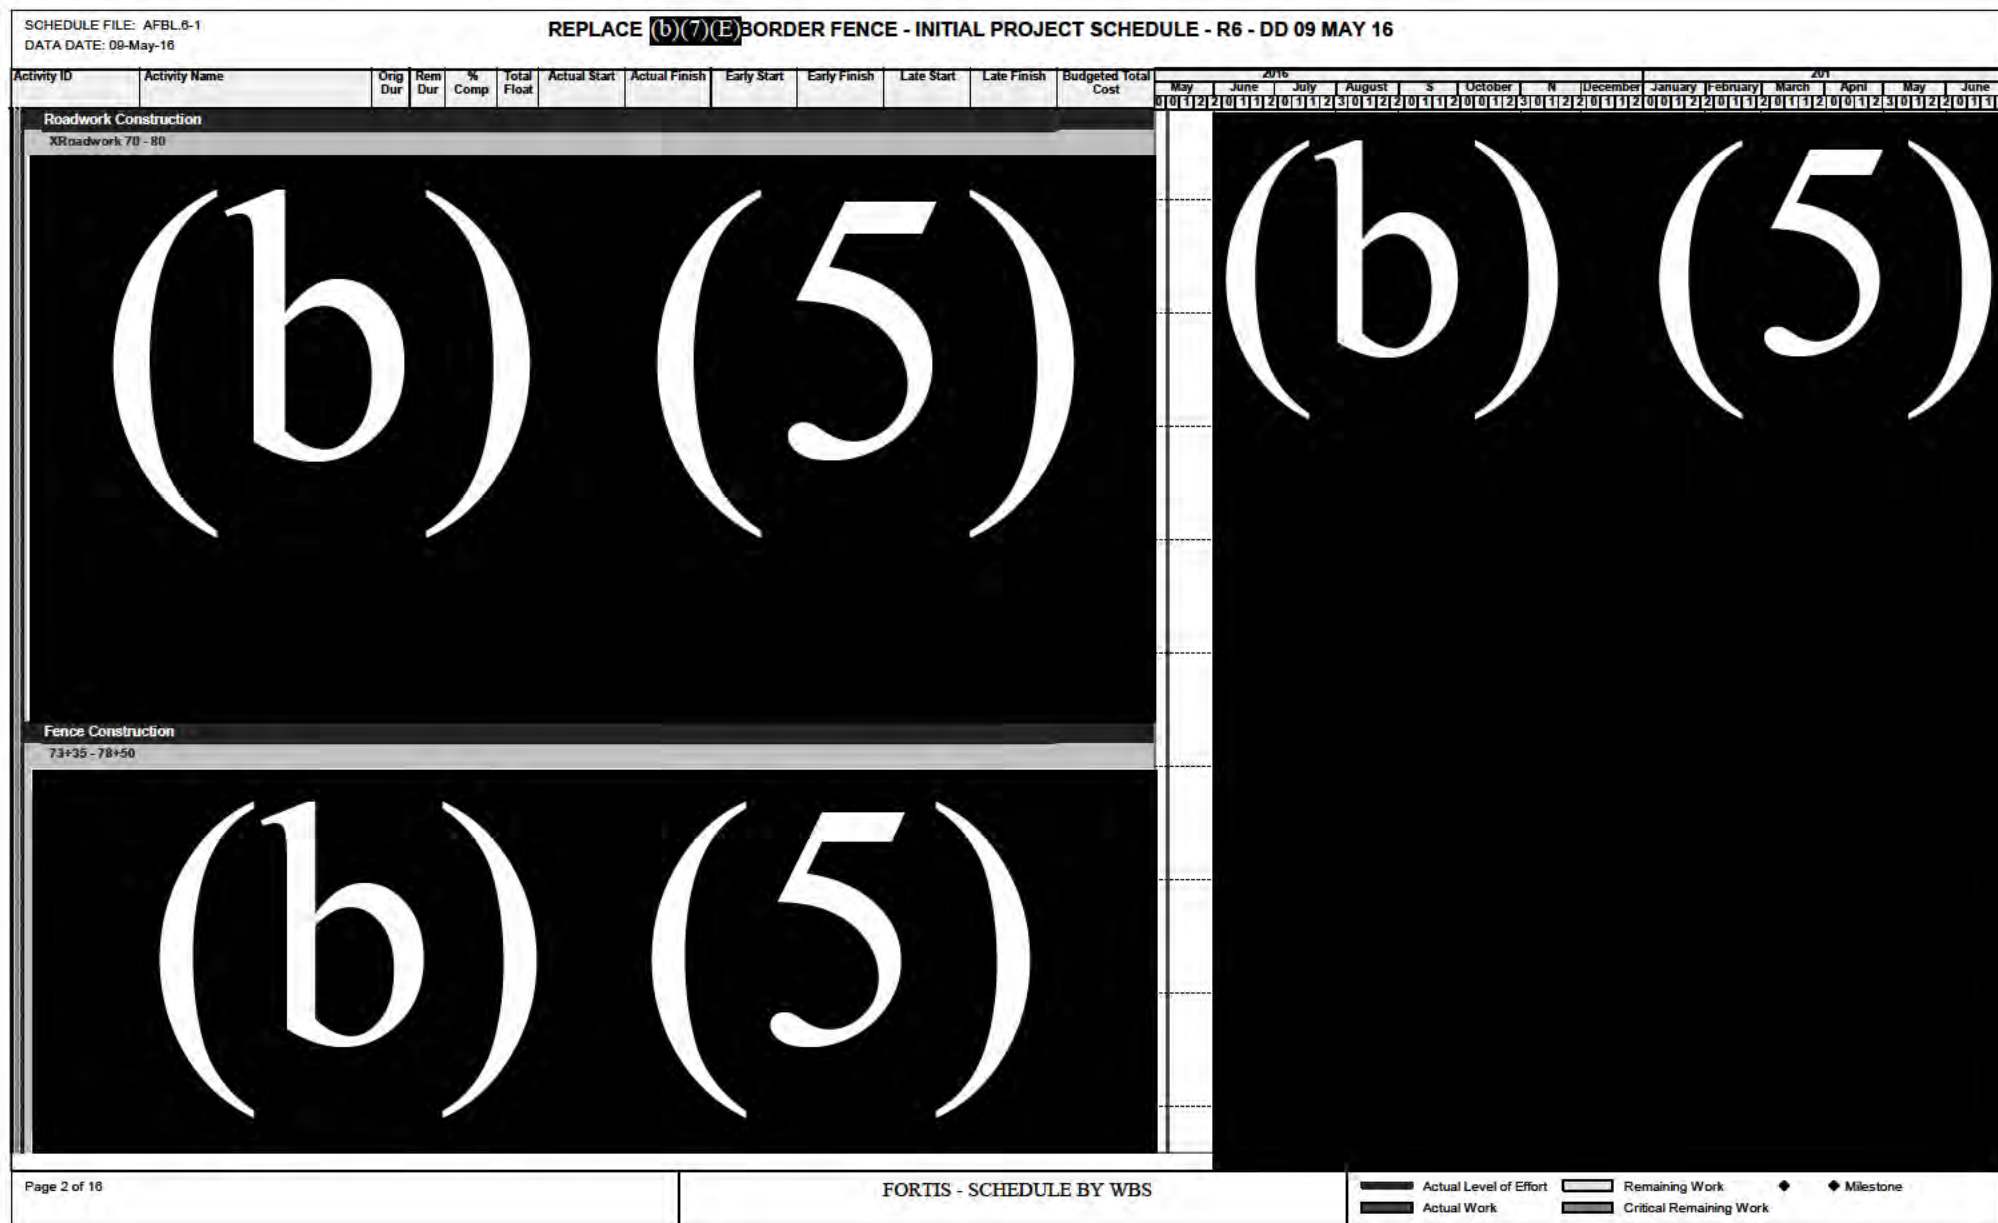 SCHEDULE FILE: AFBL.6-1
DATA DATE: 09-May-16
REPLACE (b)(7)(E) BORDER FENCE - INITIAL PROJECT SCHEDULE - R6 - DD 09 MAY 16
Activity ID Activity Name Orig Dur Rem Dur % Comp Total Float Actual Start Actual Finish Early Start Early Finish Late Start Late Finish Budgeted Total Cost
2016 201
May June July August S October N December January February March April May June
Roadwork Construction
XRoadwork 70 - 80
(b) (5)
(b) (5)
Fence Construction
73+35 - 78+50
(b) (5)
Page 2 of 16
FORTIS - SCHEDULE BY WBS
Actual Level of Effort Remaining Work Milestone
Actual Work Critical Remaining Work